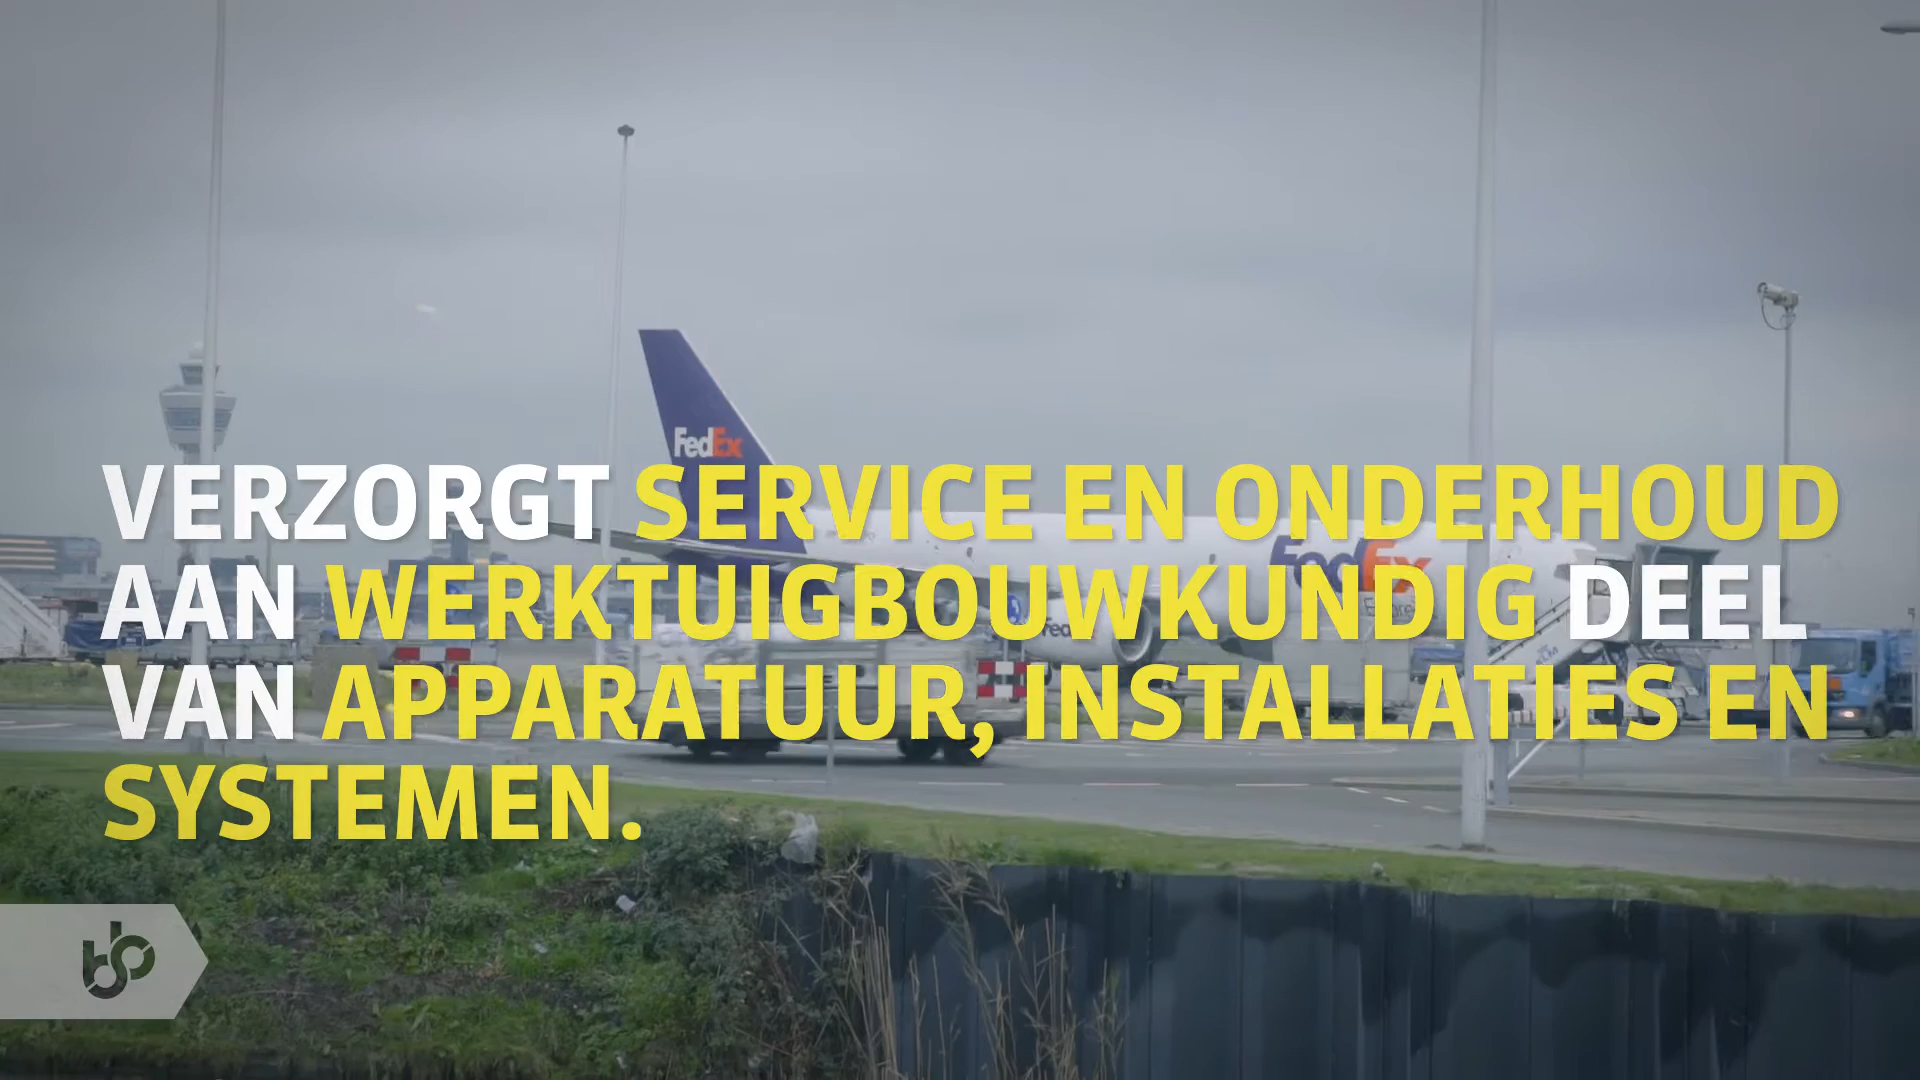 FedEx
VERZORGT SERVICE EN ONDERHOUD
AAN WERKTUIGBOUWKUNDIG DEEL
VAN APPARATUUR, INSTALLATIES EN
SYSTEMEN.
FedEx